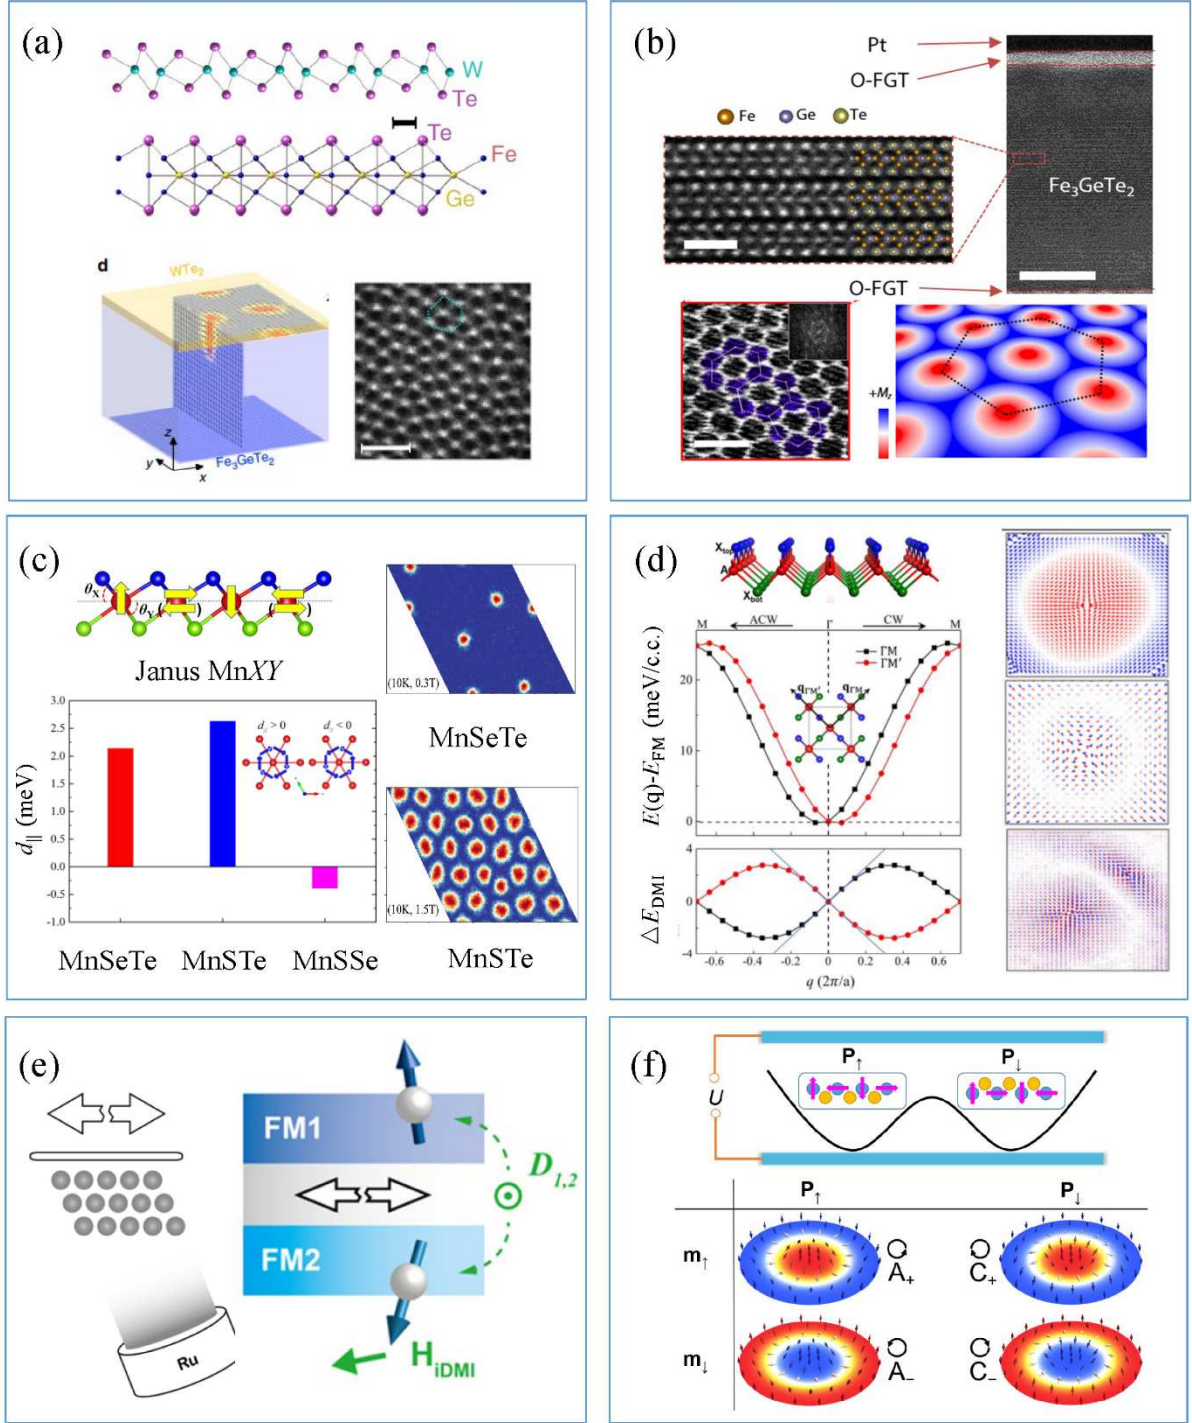 (a)
W
Te
Te
Fe
Ge
d
WTe₂
z
y
x
Fe₃GeTe₂
(b)
Pt
O-FGT
Fe Ge Te
Fe₃GeTe₂
O-FGT
+Mz
(c)
θX
θY ( ) ( )
Janus MnXY
(10K, 0.3T)
MnSeTe
d∥ (meV)
3.0
2.5
2.0
1.5
1.0
0.5
0.0
-0.5
-1.0
d∥ > 0 d∥ < 0
MnSeTe MnSTe MnSSe
(10K, 1.5T)
MnSTe
(d)
Xtop
A
Xbot
M ACW Γ CW M
ΓM
ΓM′
qΓM′ qΓM
E(q)-EFM (meV/c.c.)
20
10
0
△EDMI
4
0
-4
-0.6 -0.4 -0.2 0 0.2 0.4 0.6
q (2π/a)
(e)
FM1
D1,2
FM2
HiDMI
Ru
(f)
U
P↑ P↓
P↑ P↓
m↑ A₊ C₊
m↓ A₋ C₋